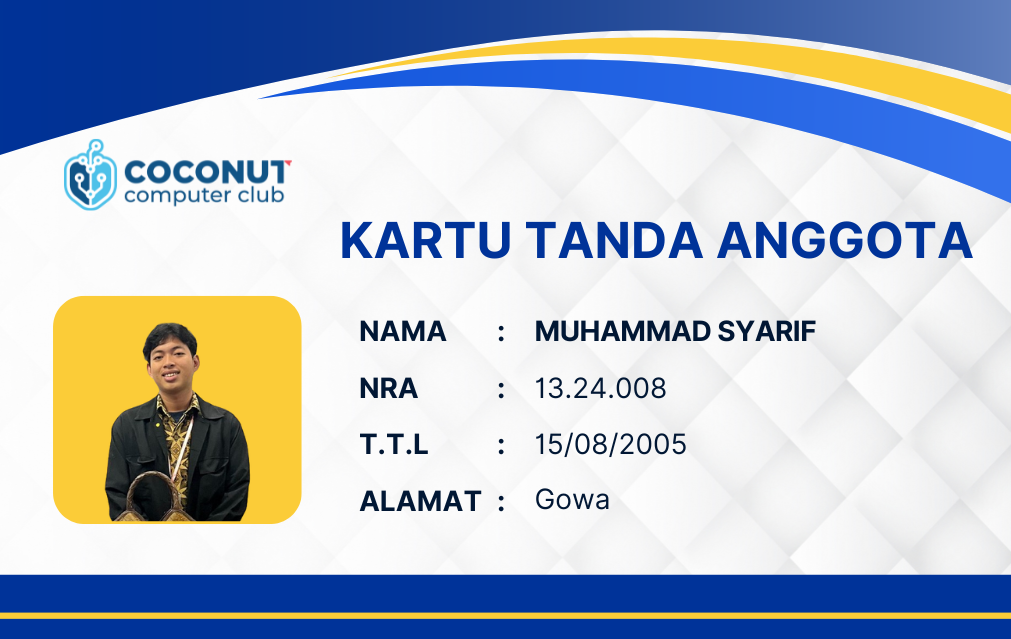 COCONUT
computer club
KARTU TANDA ANGGOTA
NAMA : MUHAMMAD SYARIF
NRA : 13.24.008
T.T.L : 15/08/2005
ALAMAT : Gowa